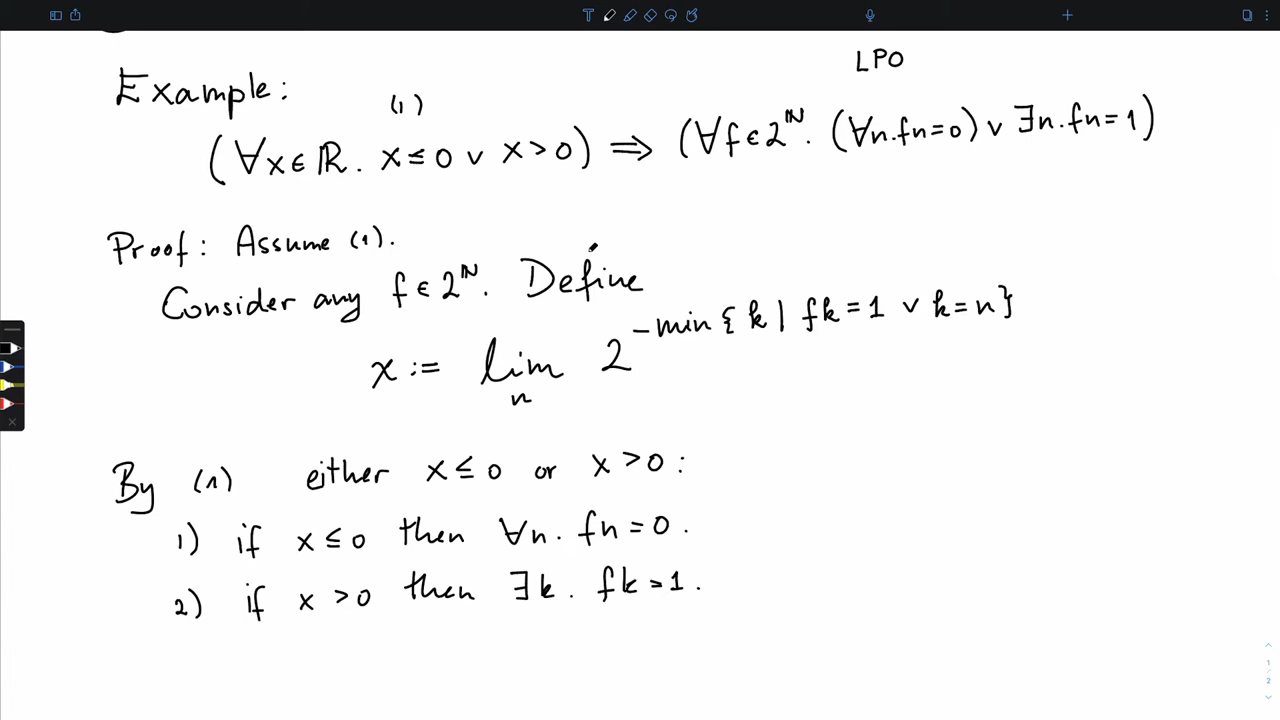 LPO
Example:
(1)
(∀x∈ℝ. x≤0 ∨ x>0) ⟹ (∀f∈2^ℕ. (∀n.fn=0) ∨ ∃n.fn=1)
Proof: Assume (1).
Consider any f∈2^ℕ. Define
x := lim_n 2^{-min{k | fk=1 ∨ k=n}}
By (1) either x≤0 or x>0:
1) if x≤0 then ∀n. fn=0.
2) if x>0 then ∃k. fk=1.
1
2